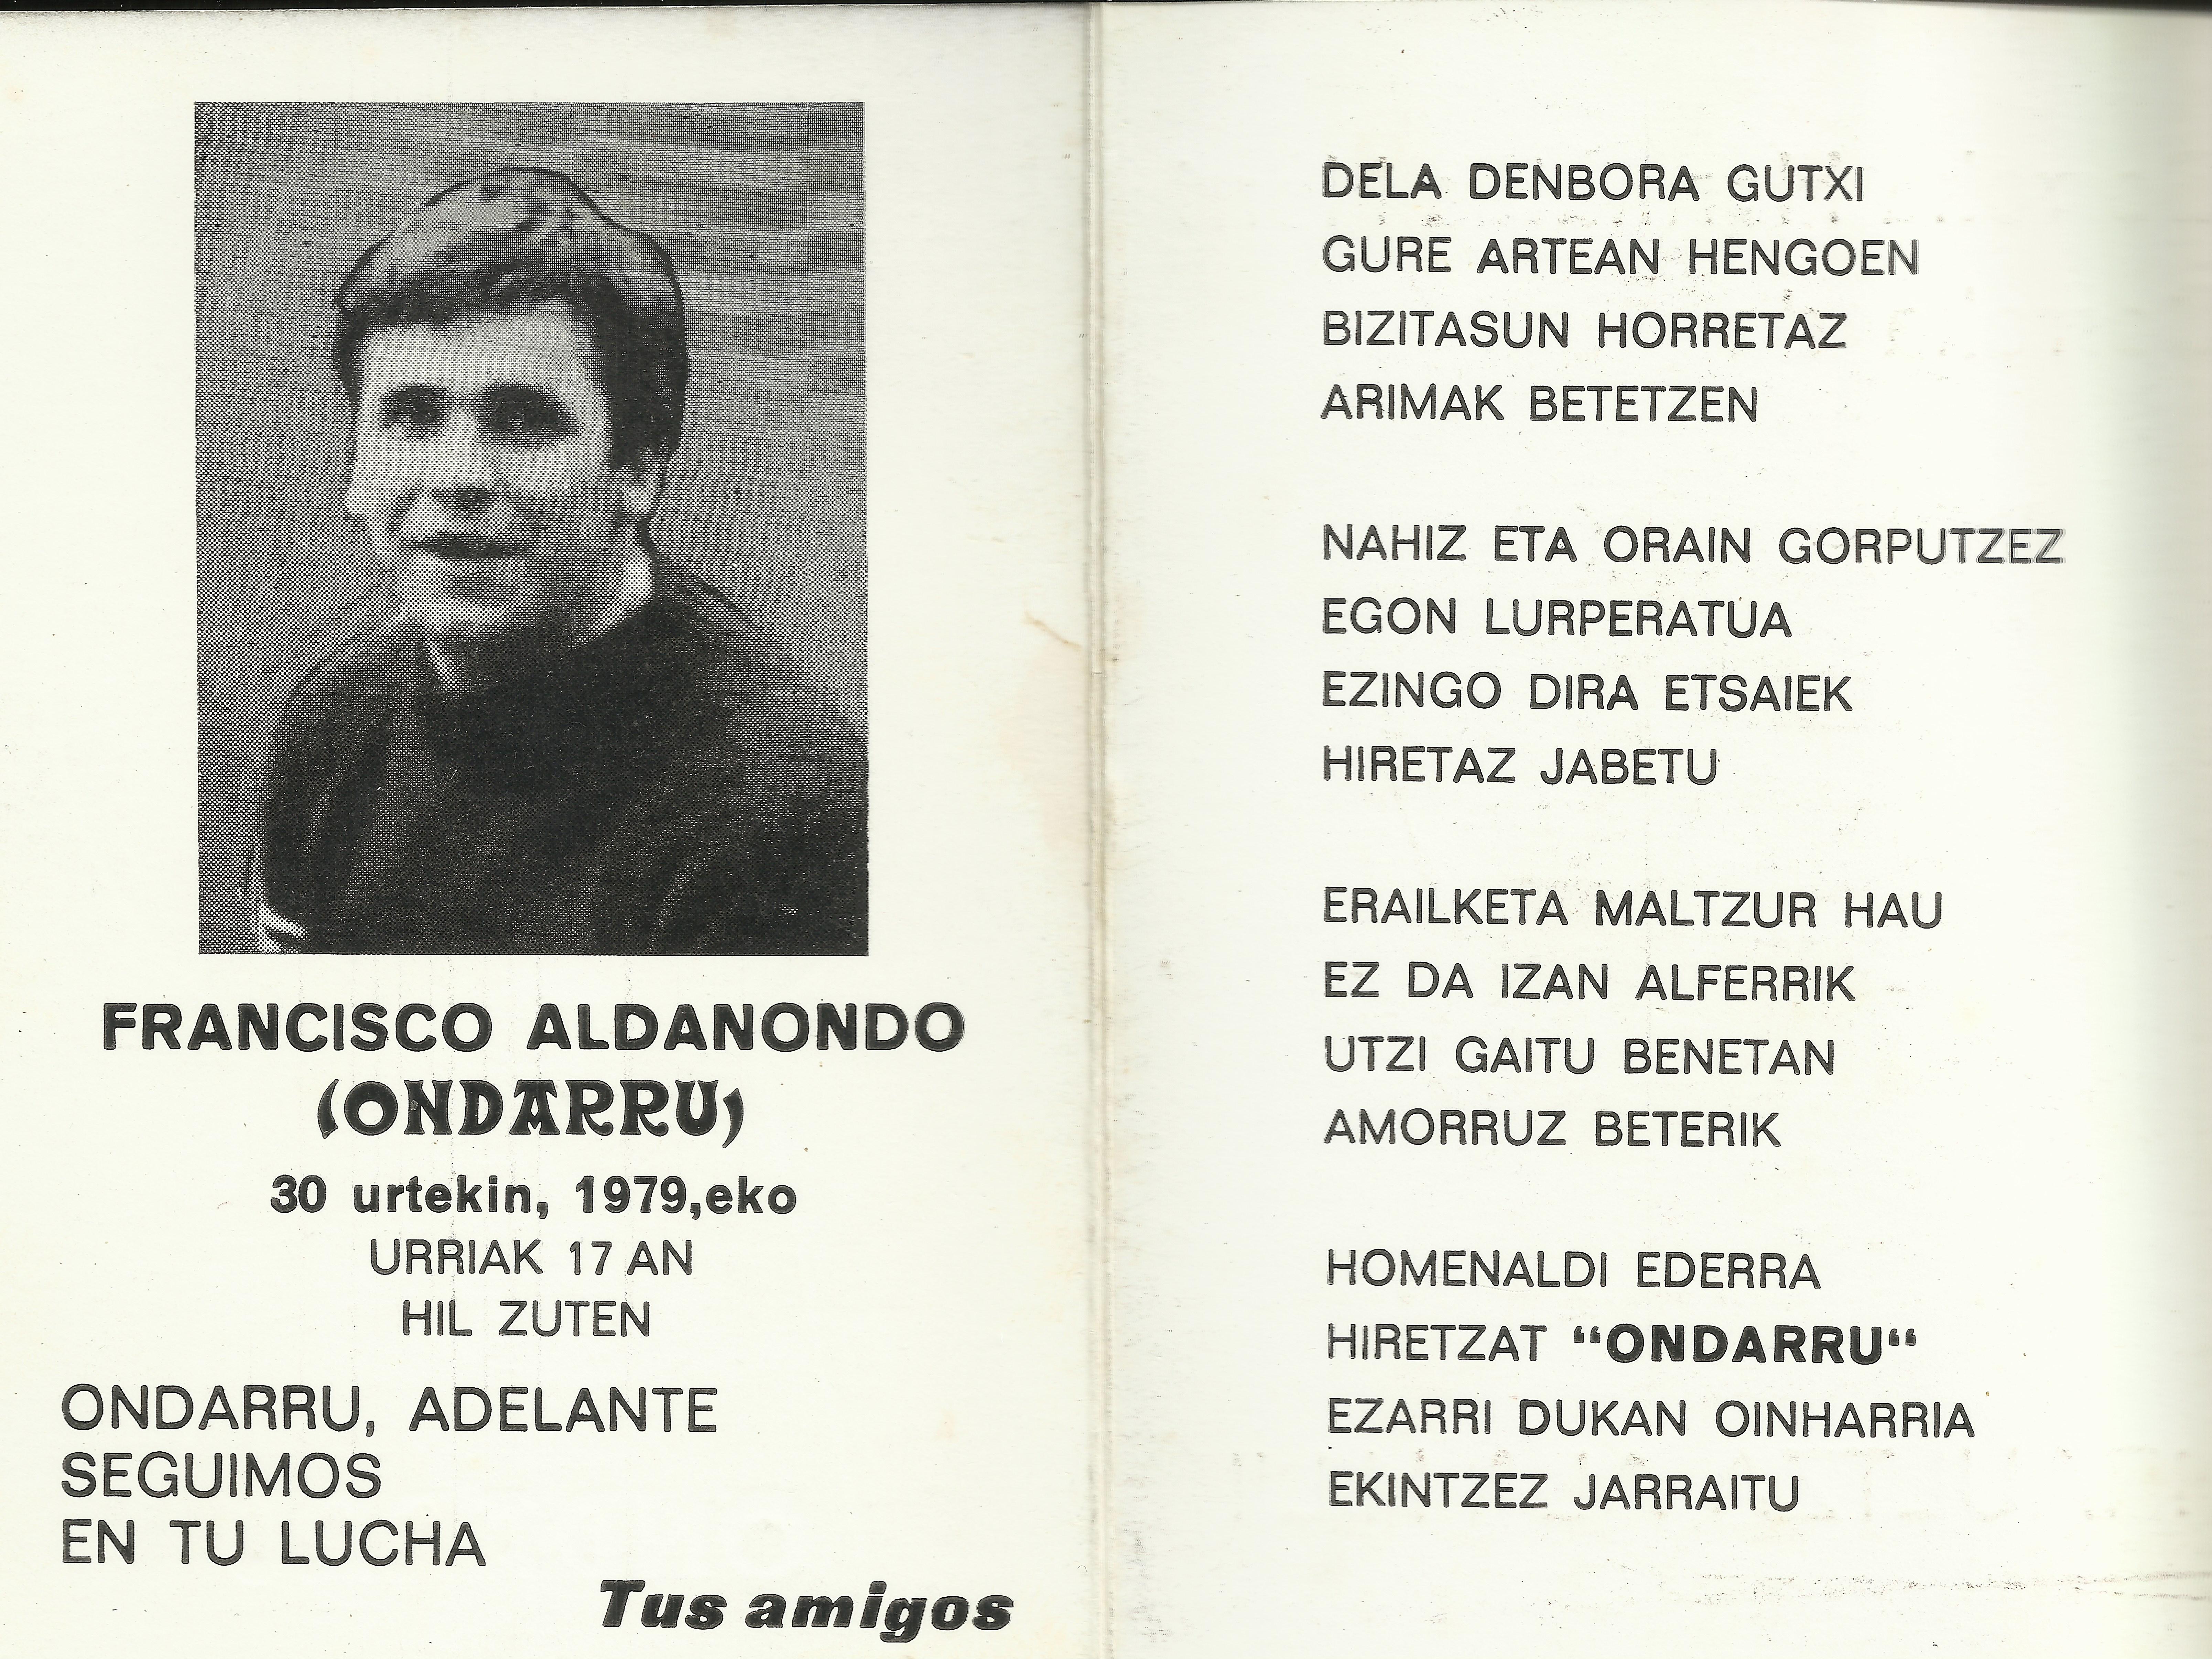 FRANCISCO ALDANONDO
(ONDARRU)
30 urtekin, 1979,eko
URRIAK 17 AN
HIL ZUTEN
ONDARRU, ADELANTE
SEGUIMOS
EN TU LUCHA
Tus amigos
DELA DENBORA GUTXI
GURE ARTEAN HENGOEN
BIZITASUN HORRETAZ
ARIMAK BETETZEN
NAHIZ ETA ORAIN GORPUTZEZ
EGON LURPERATUA
EZINGO DIRA ETSAIEK
HIRETAZ JABETU
ERAILKETA MALTZUR HAU
EZ DA IZAN ALFERRIK
UTZI GAITU BENETAN
AMORRUZ BETERIK
HOMENALDI EDERRA
HIRETZAT “ONDARRU“
EZARRI DUKAN OINHARRIA
EKINTZEZ JARRAITU